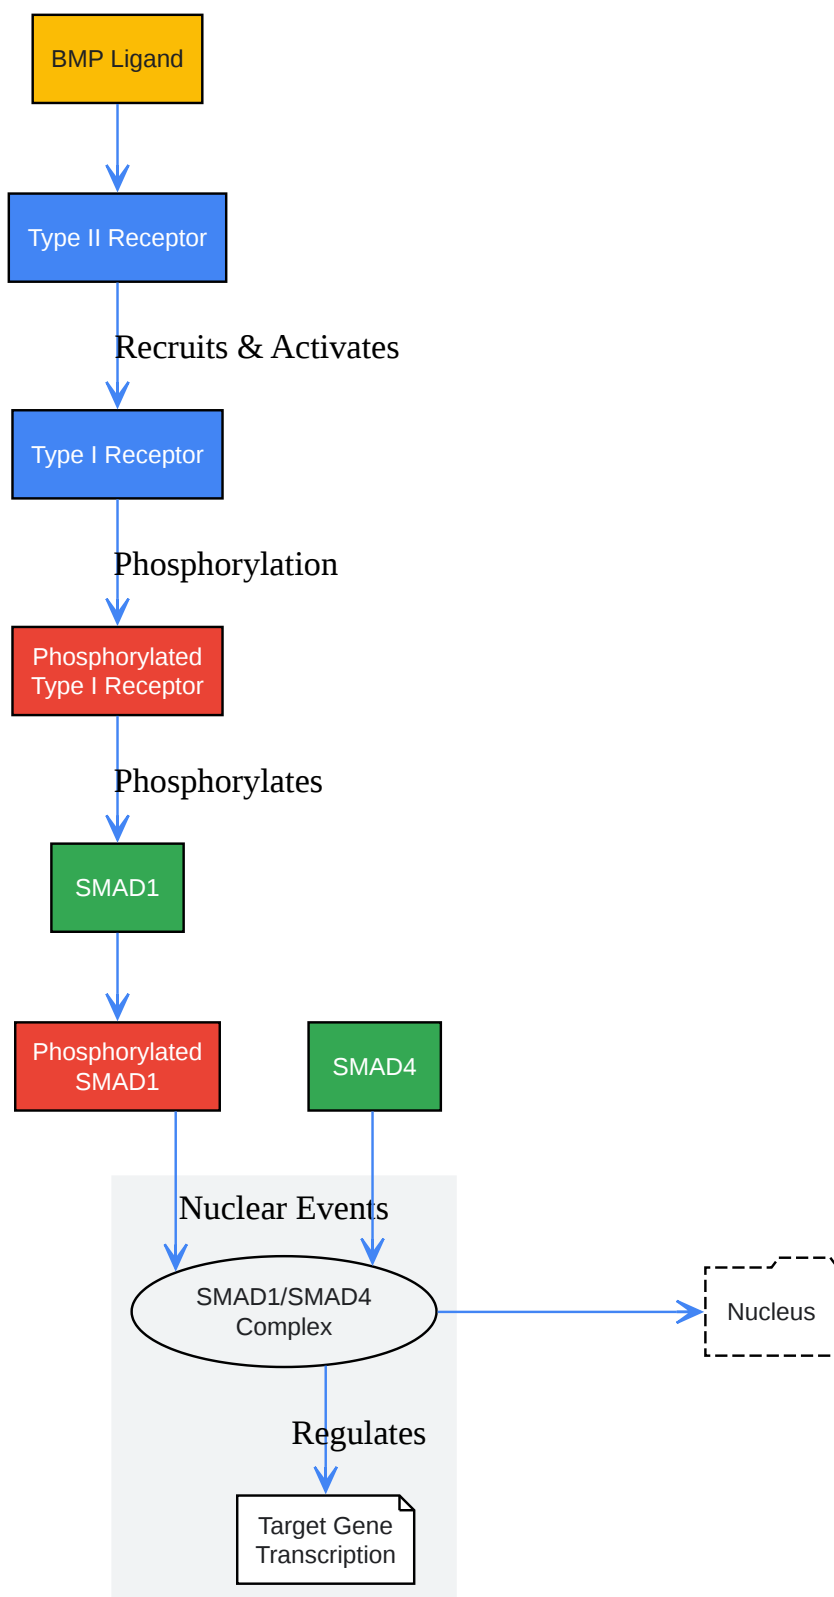 BMP Ligand
Type II Receptor
Recruits & Activates
Type I Receptor
Phosphorylation
Phosphorylated
Type I Receptor
Phosphorylates
SMAD1
Phosphorylated
SMAD1
SMAD4
Nuclear Events
SMAD1/SMAD4
Complex
Nucleus
Regulates
Target Gene
Transcription